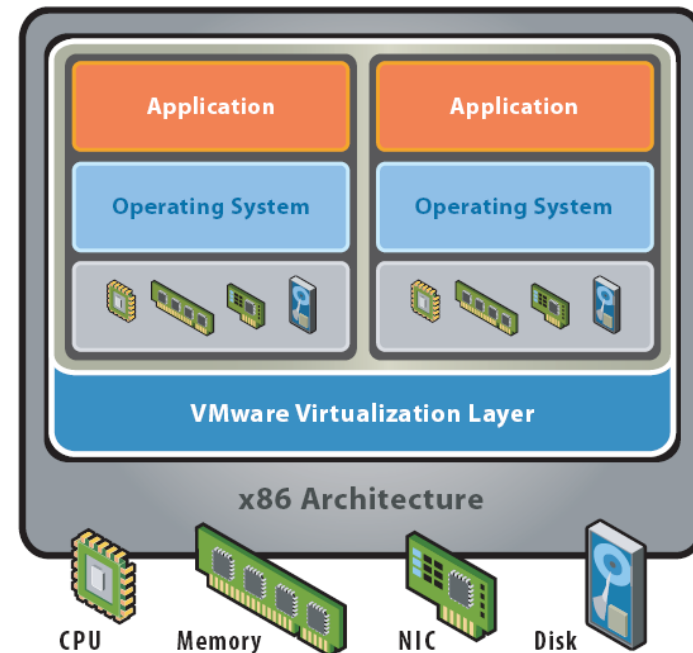 Application
Application
Operating System
Operating System
VMware Virtualization Layer
x86 Architecture
CPU
Memory
NIC
Disk